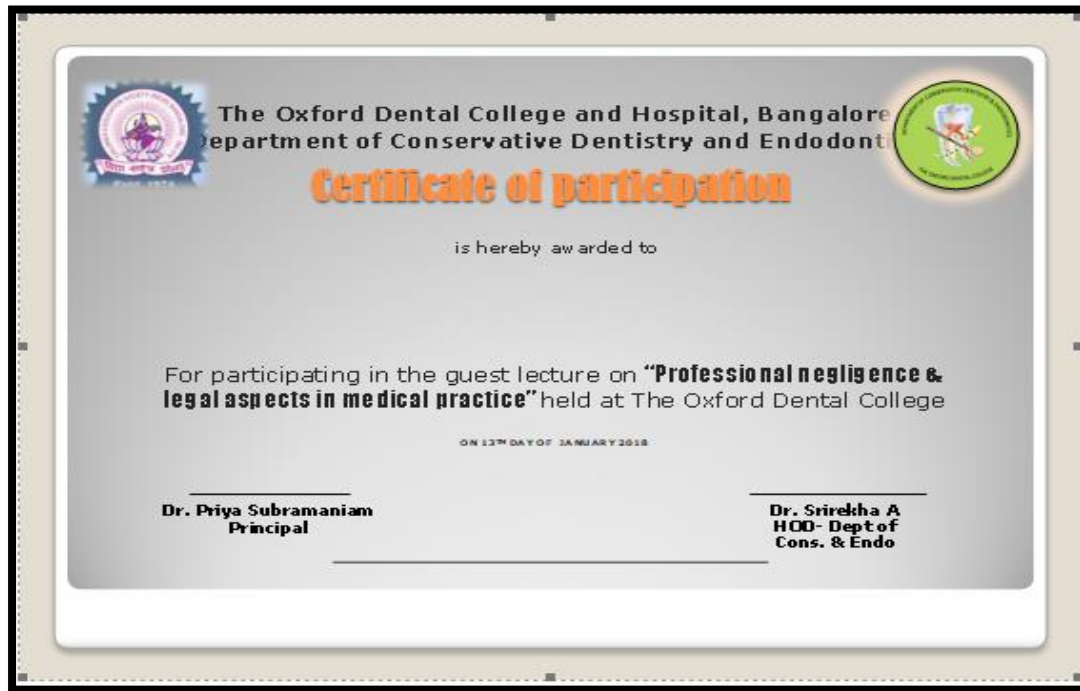 The Oxford Dental College and Hospital, Bangalore
Department of Conservative Dentistry and Endodonti
Certificate of participation
is hereby awarded to
For participating in the guest lecture on “Professional negligence &
legal aspects in medical practice” held at The Oxford Dental College
ON 13TH DAY OF JANUARY 2018
Dr. Priya Subramaniam
Principal
Dr. Srirekha A
HOD- Dept of
Cons. & Endo